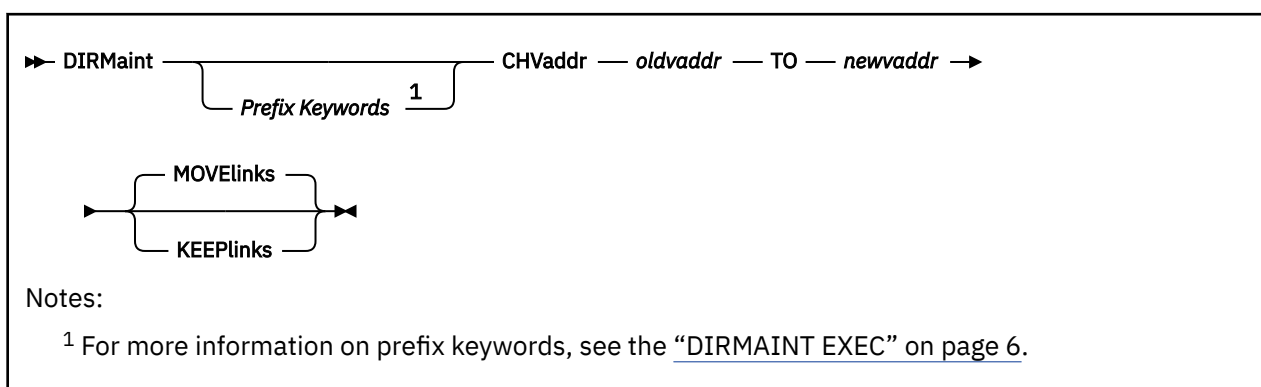 DIRMaint CHVaddr oldvaddr TO newvaddr
Prefix Keywords 1
MOVElinks
KEEPlinks
Notes:
1 For more information on prefix keywords, see the “DIRMAINT EXEC” on page 6.